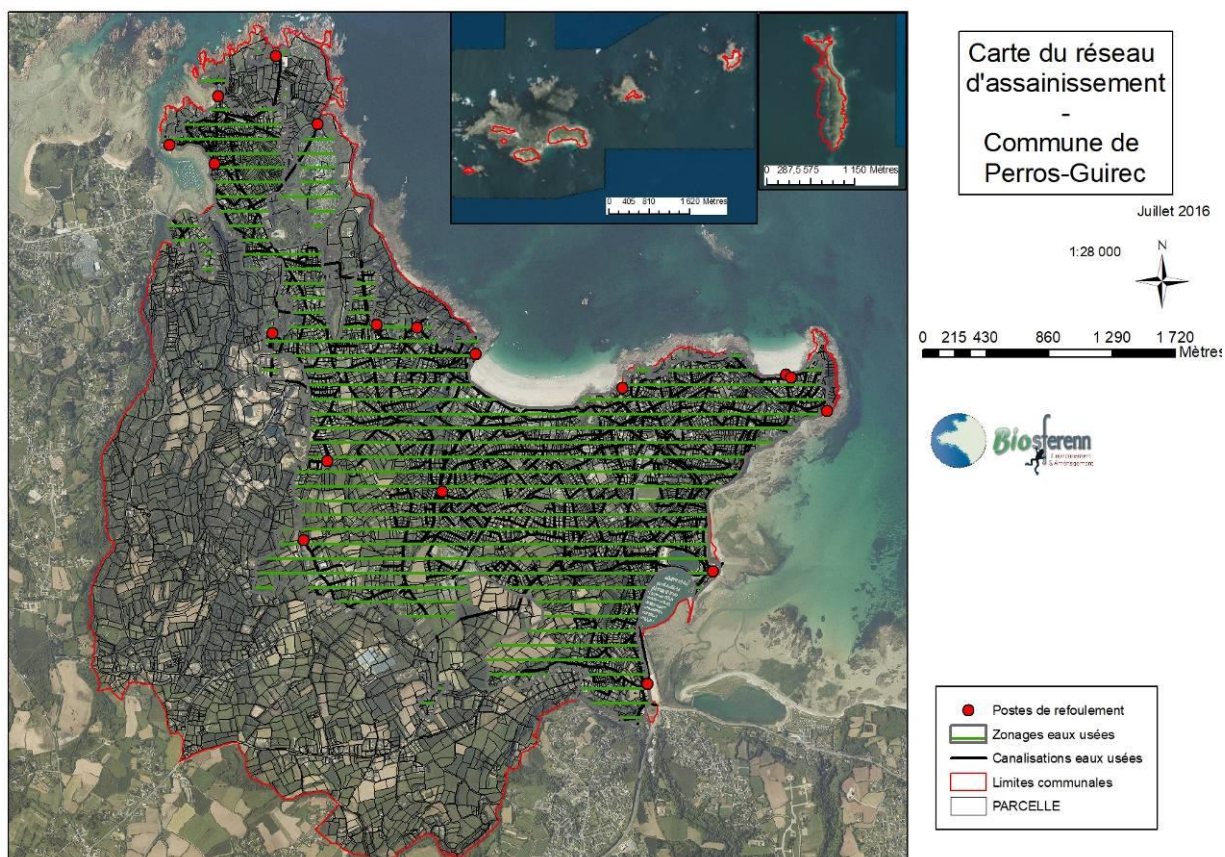 Carte du réseau
d'assainissement
-
Commune de
Perros-Guirec
Juillet 2016
1:28 000
N
0 215 430 860 1 290 1 720
Mètres
0 405 810 1 620 Mètres
0 287,5 575 1 150 Mètres
Biosferenn
Environnement
& Aménagement
Postes de refoulement
Zonages eaux usées
Canalisations eaux usées
Limites communales
PARCELLE